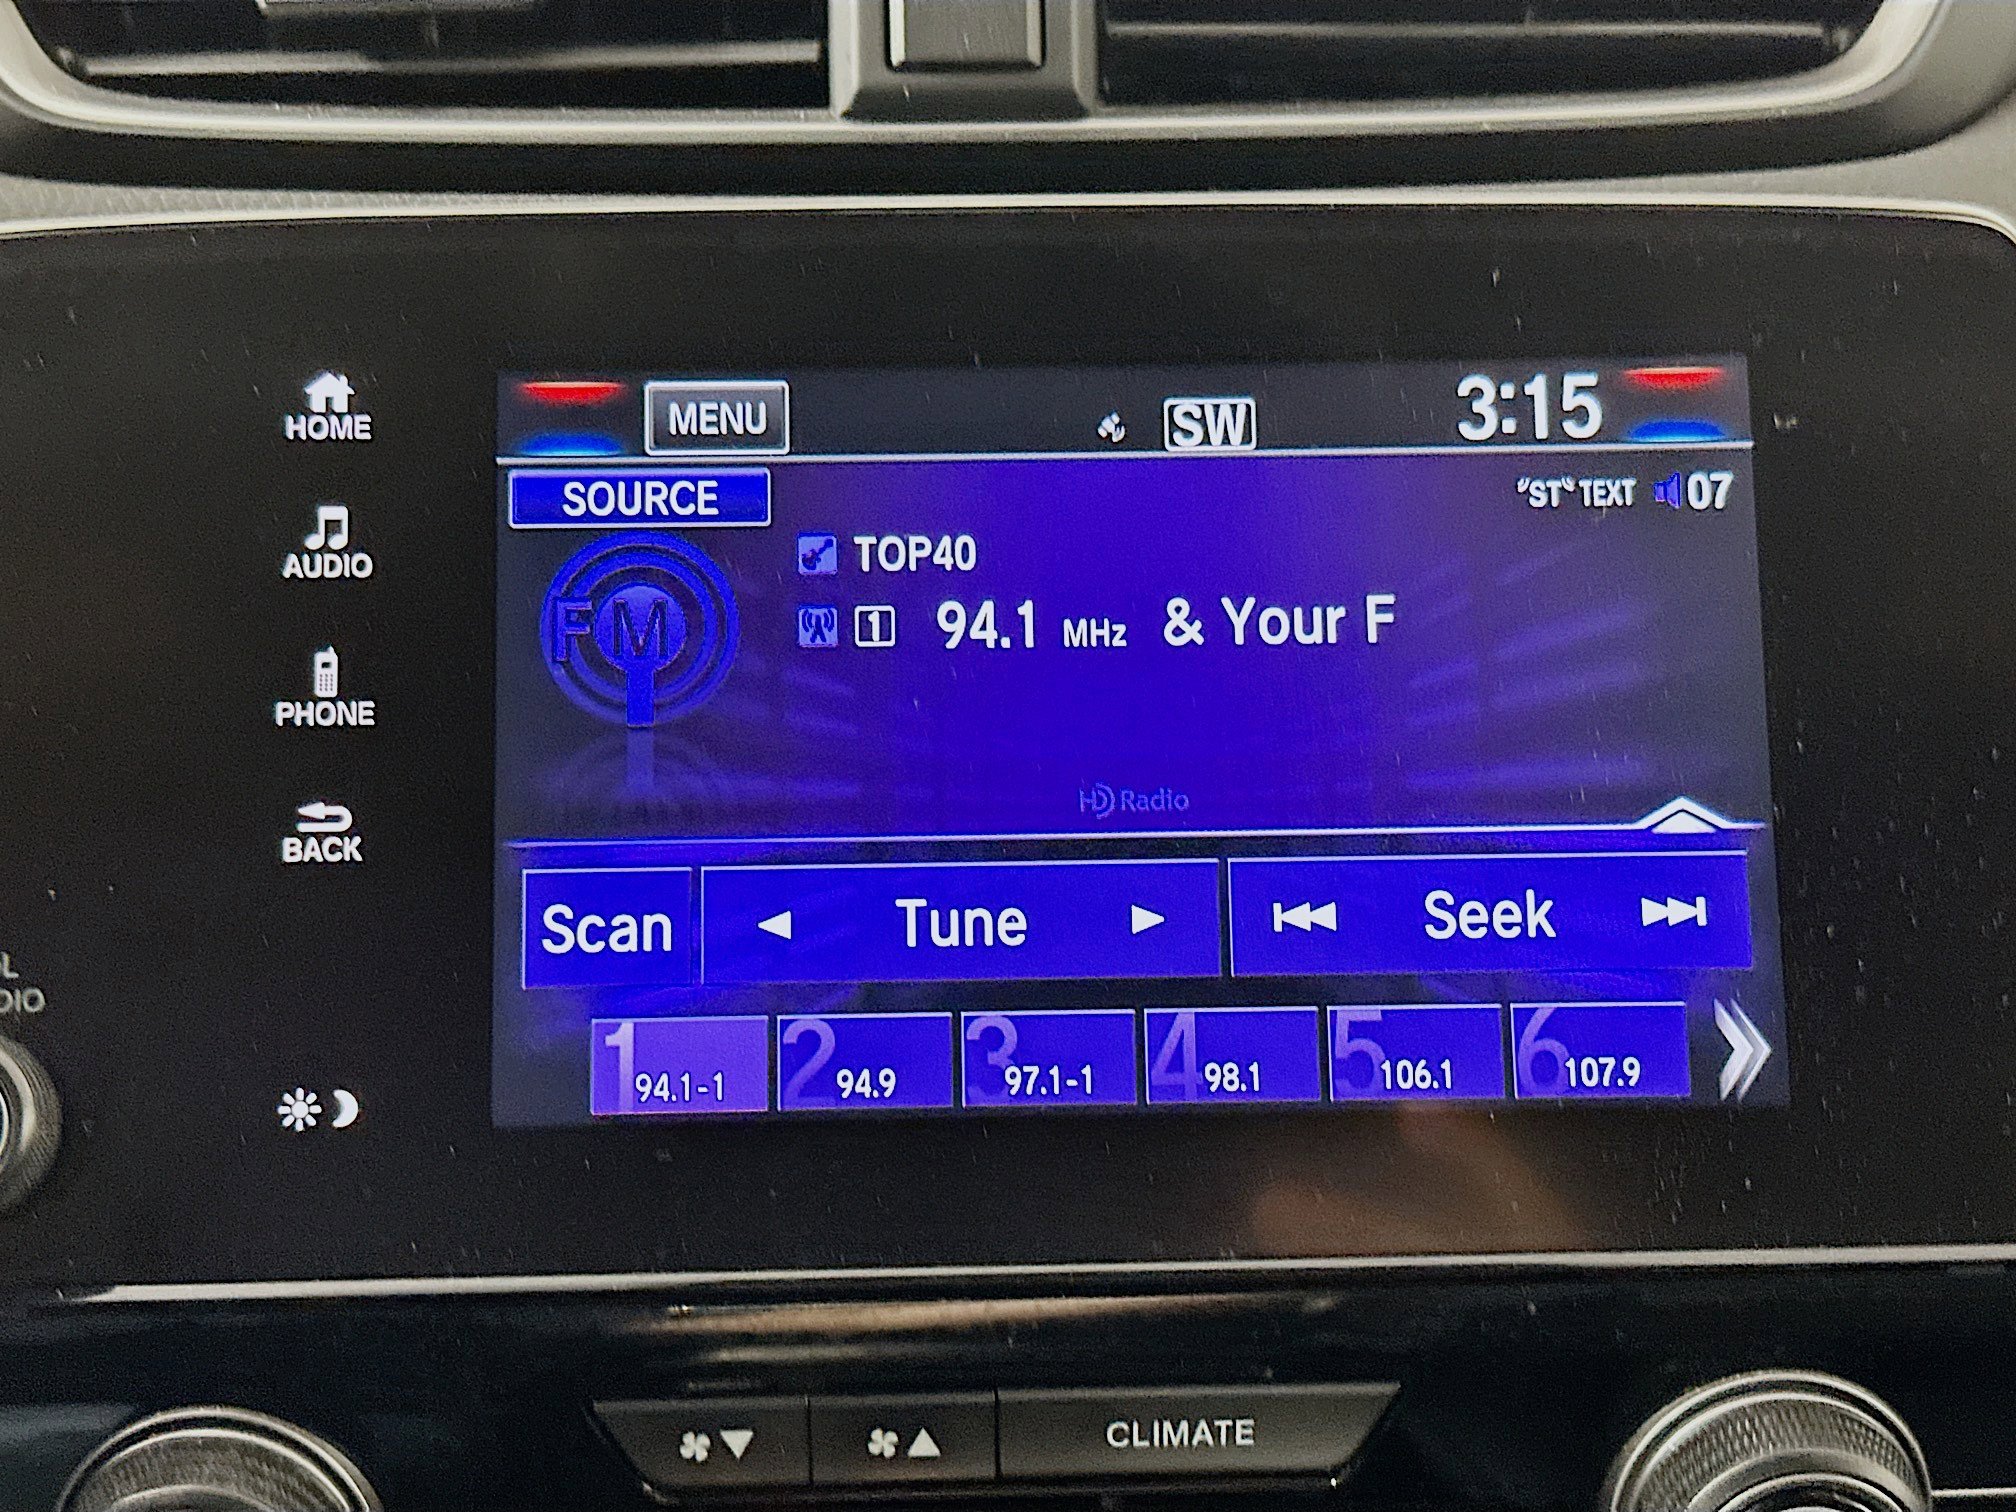 HOME
AUDIO
PHONE
BACK
MENU
SW
3:15
SOURCE
"ST" TEXT 07
TOP40
FM
1 94.1 MHz & Your F
HD Radio
Scan
Tune
Seek
1 94.1-1
2 94.9
3 97.1-1
4 98.1
5 106.1
6 107.9
CLIMATE